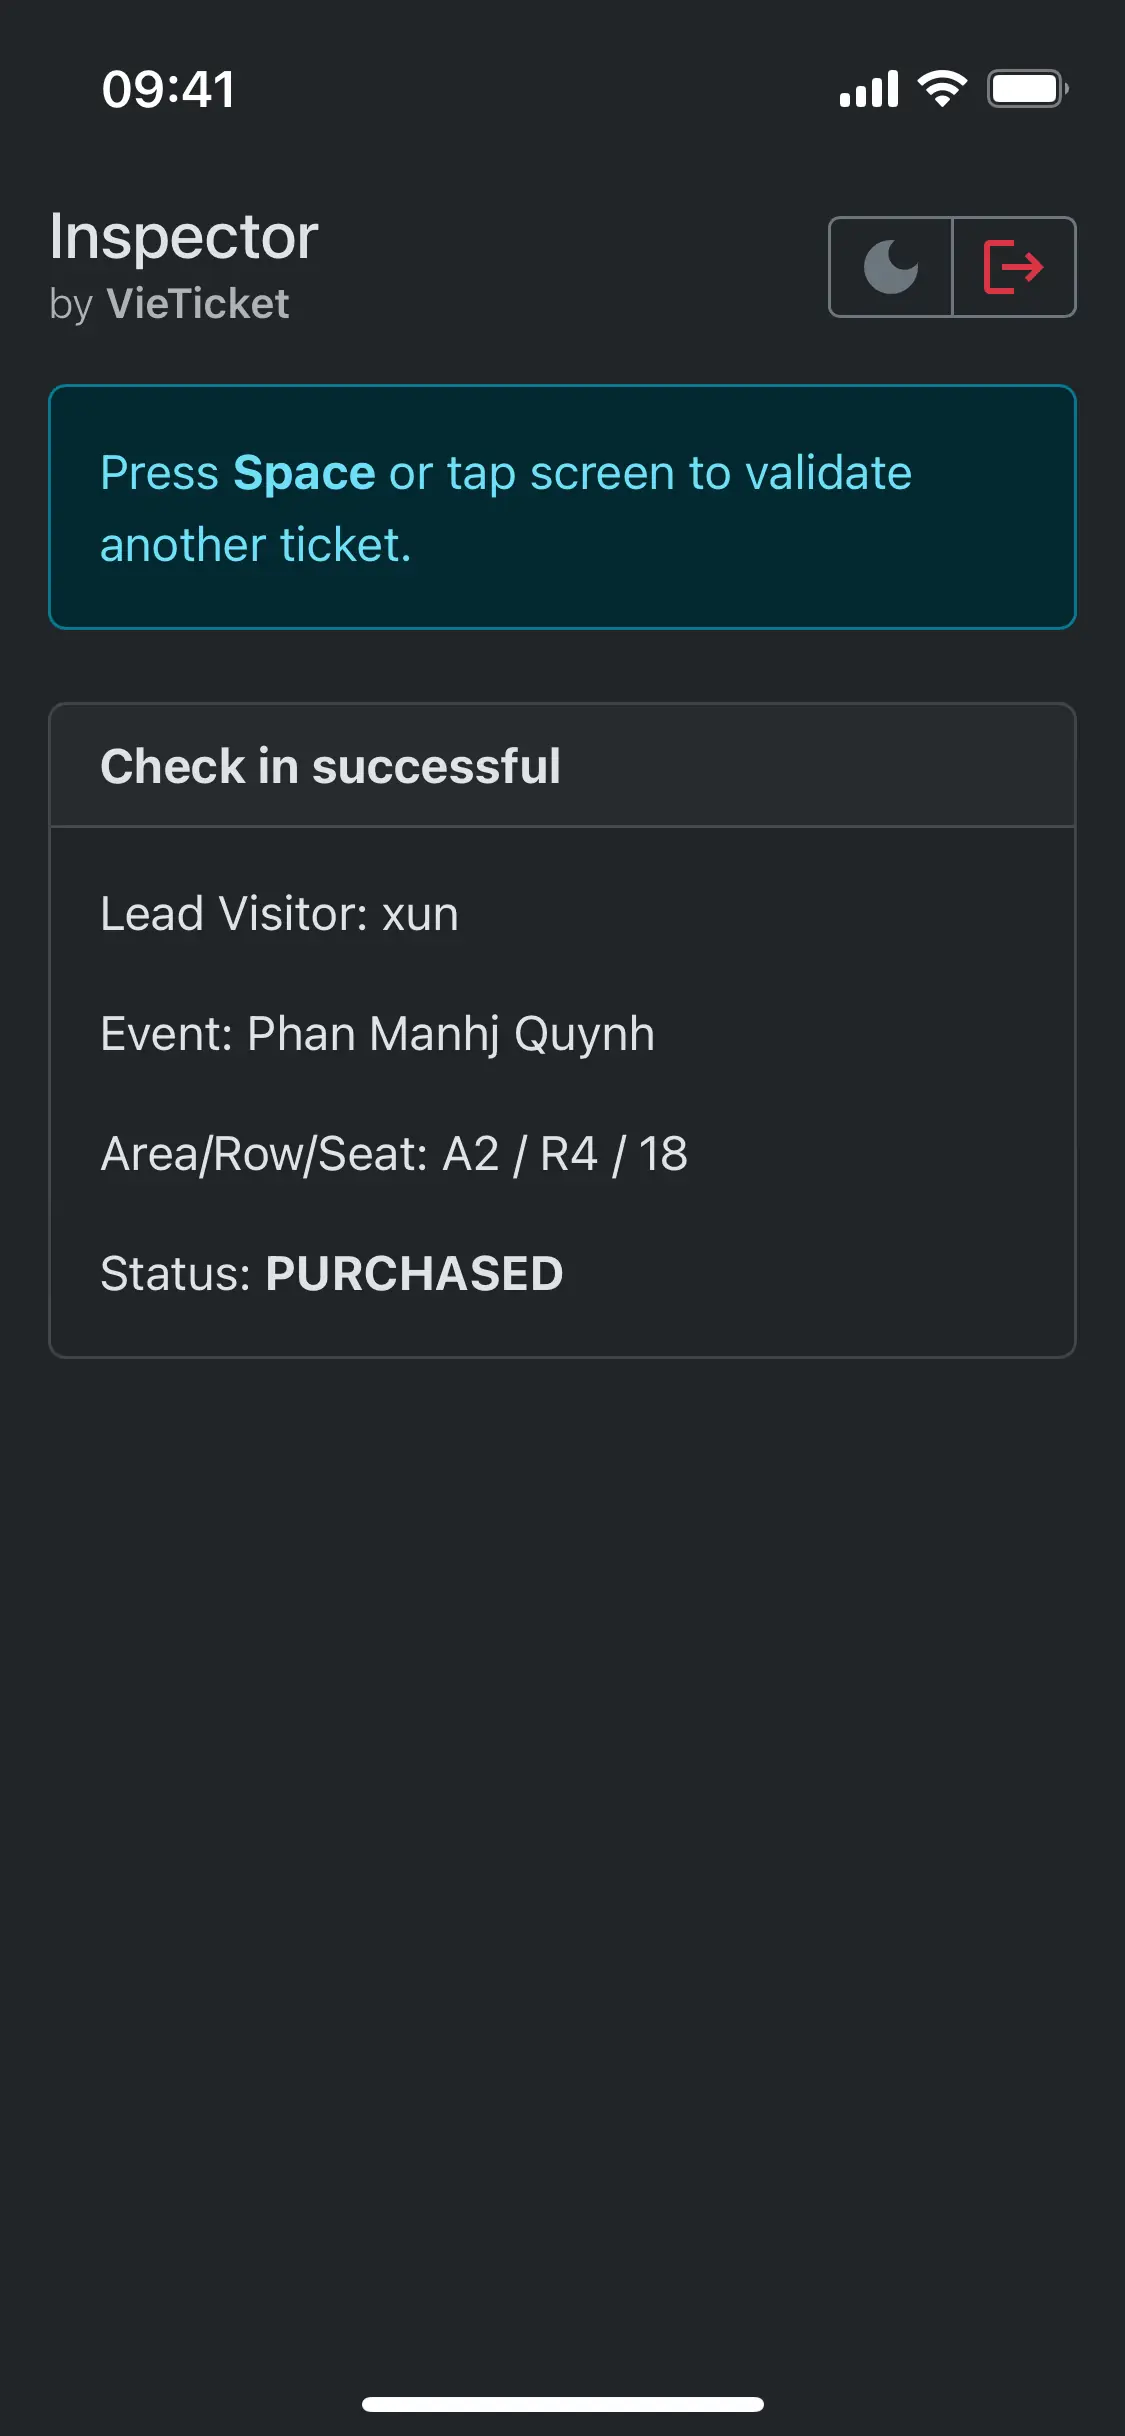 09:41
Inspector
by VieTicket
Press Space or tap screen to validate
another ticket.
Check in successful
Lead Visitor: xun
Event: Phan Manhj Quynh
Area/Row/Seat: A2 / R4 / 18
Status: PURCHASED